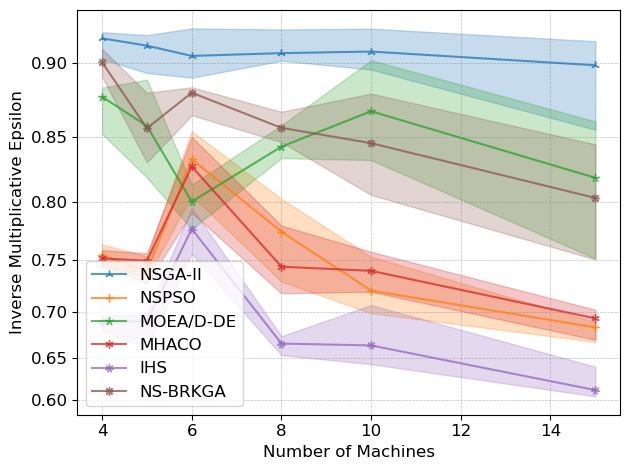 Inverse Multiplicative Epsilon
0.90
0.85
0.80
0.75
0.70
0.65
0.60
NSGA-II
NSPSO
MOEA/D-DE
MHACO
IHS
NS-BRKGA
4 6 8 10 12 14
Number of Machines